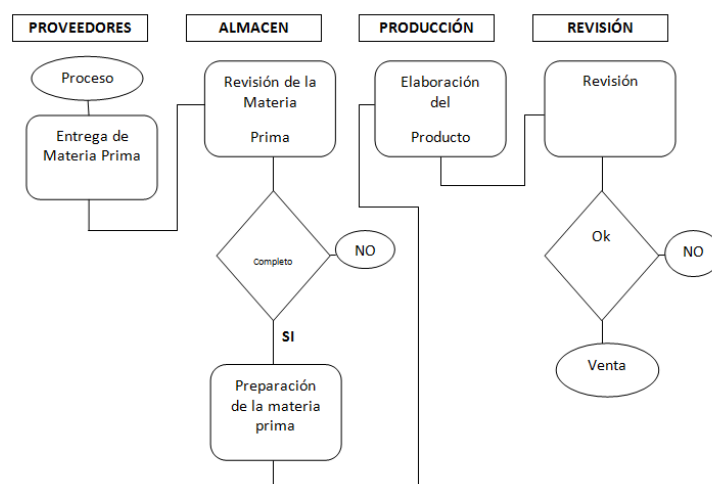 PROVEEDORES
ALMACEN
PRODUCCIÓN
REVISIÓN
Proceso
Entrega de
Materia Prima
Revisión de la
Materia
Prima
Completo
NO
SI
Preparación
de la materia
prima
Elaboración
del
Producto
Revisión
Ok
NO
Venta